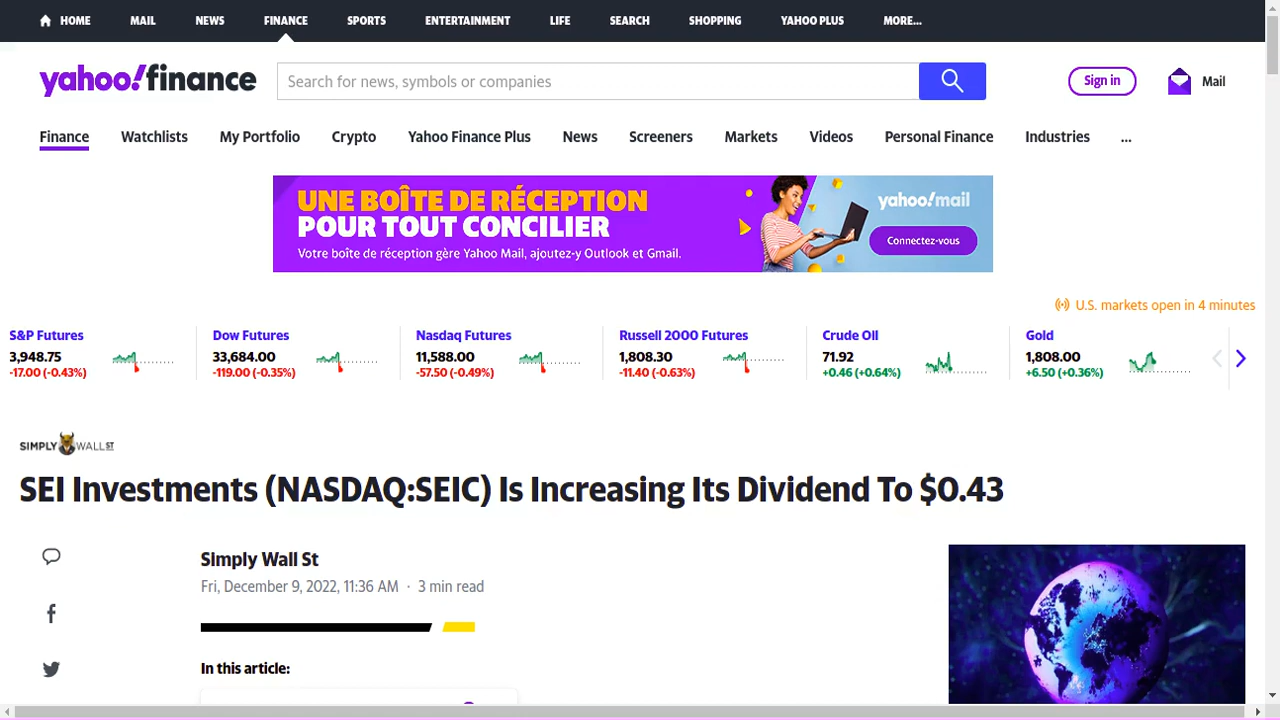 HOME MAIL NEWS FINANCE SPORTS ENTERTAINMENT LIFE SEARCH SHOPPING YAHOO PLUS MORE...
yahoo!finance
Search for news, symbols or companies
Sign in
Mail
Finance Watchlists My Portfolio Crypto Yahoo Finance Plus News Screeners Markets Videos Personal Finance Industries ...
UNE BOÎTE DE RÉCEPTION
POUR TOUT CONCILIER
Votre boîte de réception gère Yahoo Mail, ajoutez-y Outlook et Gmail.
yahoo!mail
Connectez-vous
U.S. markets open in 4 minutes
S&P Futures
3,948.75
-17.00 (-0.43%)
Dow Futures
33,684.00
-119.00 (-0.35%)
Nasdaq Futures
11,588.00
-57.50 (-0.49%)
Russell 2000 Futures
1,808.30
-11.40 (-0.63%)
Crude Oil
71.92
+0.46 (+0.64%)
Gold
1,808.00
+6.50 (+0.36%)
SIMPLY WALL ST
SEI Investments (NASDAQ:SEIC) Is Increasing Its Dividend To $0.43
Simply Wall St
Fri, December 9, 2022, 11:36 AM · 3 min read
In this article: